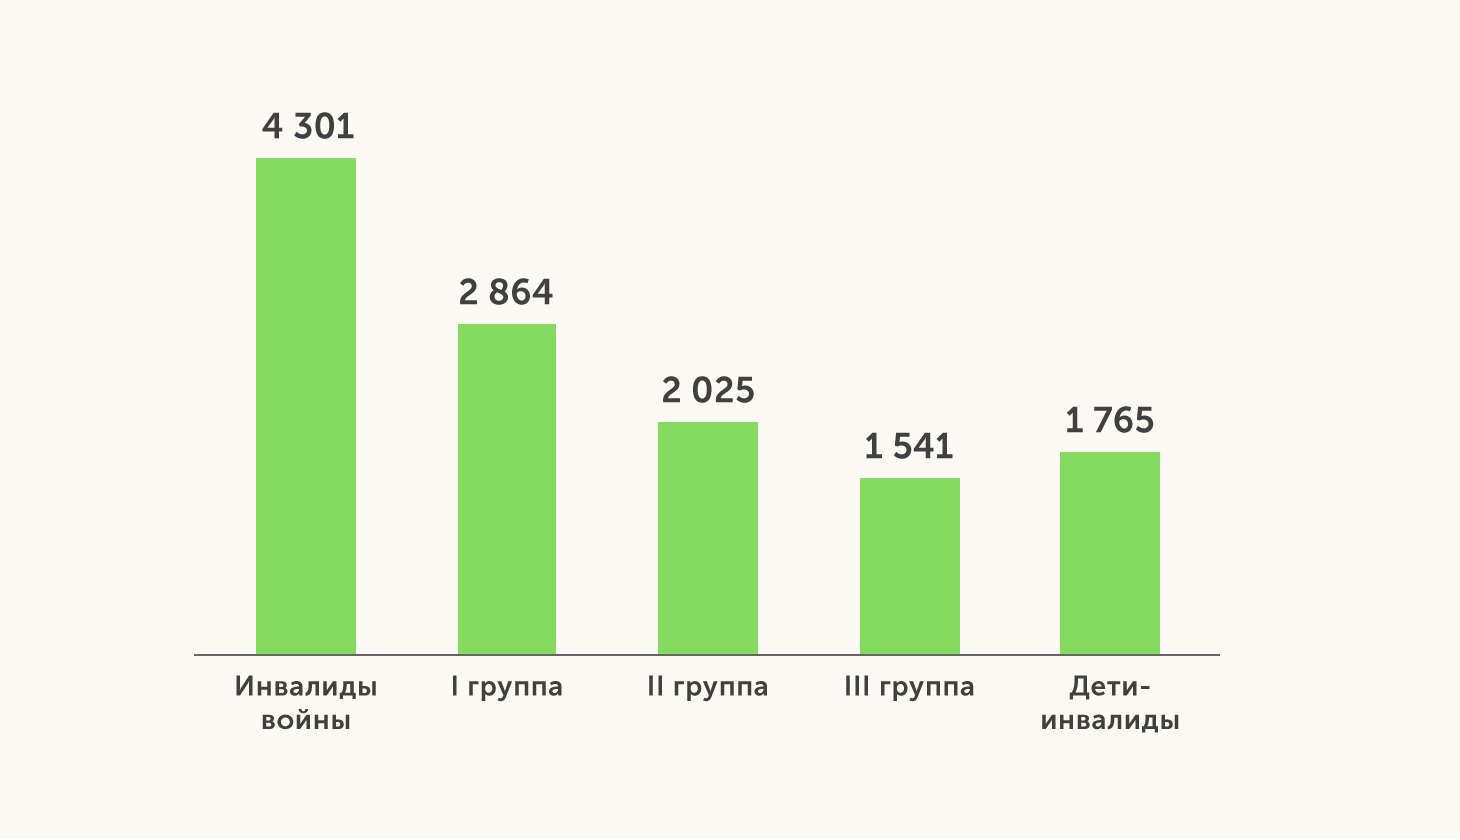 4 301
2 864
2 025
1 541
1 765
Инвалиды
войны
I группа
II группа
III группа
Дети-
инвалиды